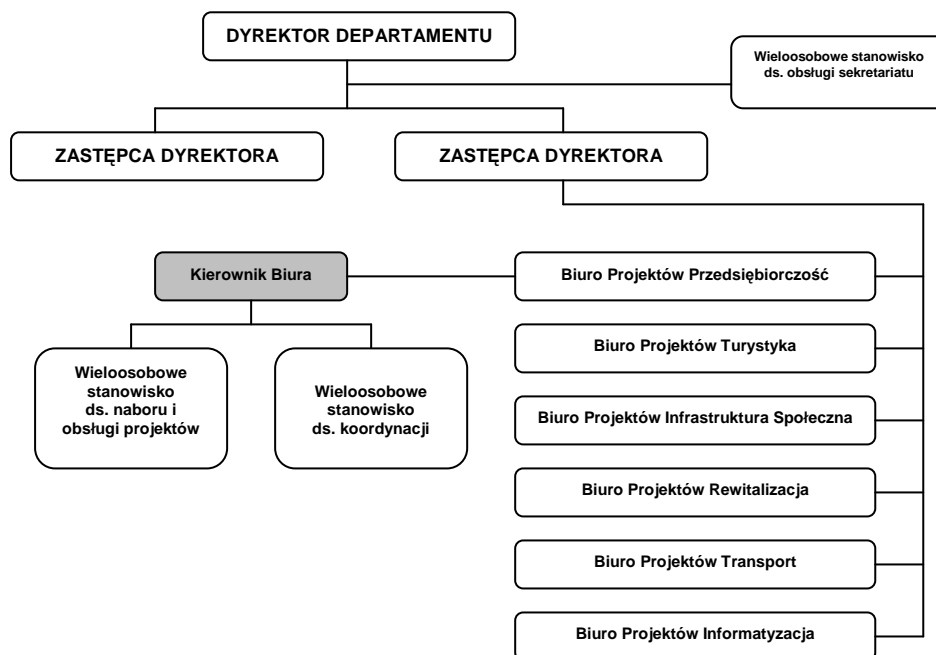 DYREKTOR DEPARTAMENTU
Wieloosobowe stanowisko
ds. obsługi sekretariatu
ZASTĘPCA DYREKTORA
ZASTĘPCA DYREKTORA
Kierownik Biura
Biuro Projektów Przedsiębiorczość
Wieloosobowe
stanowisko
ds. naboru i
obsługi projektów
Wieloosobowe
stanowisko
ds. koordynacji
Biuro Projektów Turystyka
Biuro Projektów Infrastruktura Społeczna
Biuro Projektów Rewitalizacja
Biuro Projektów Transport
Biuro Projektów Informatyzacja